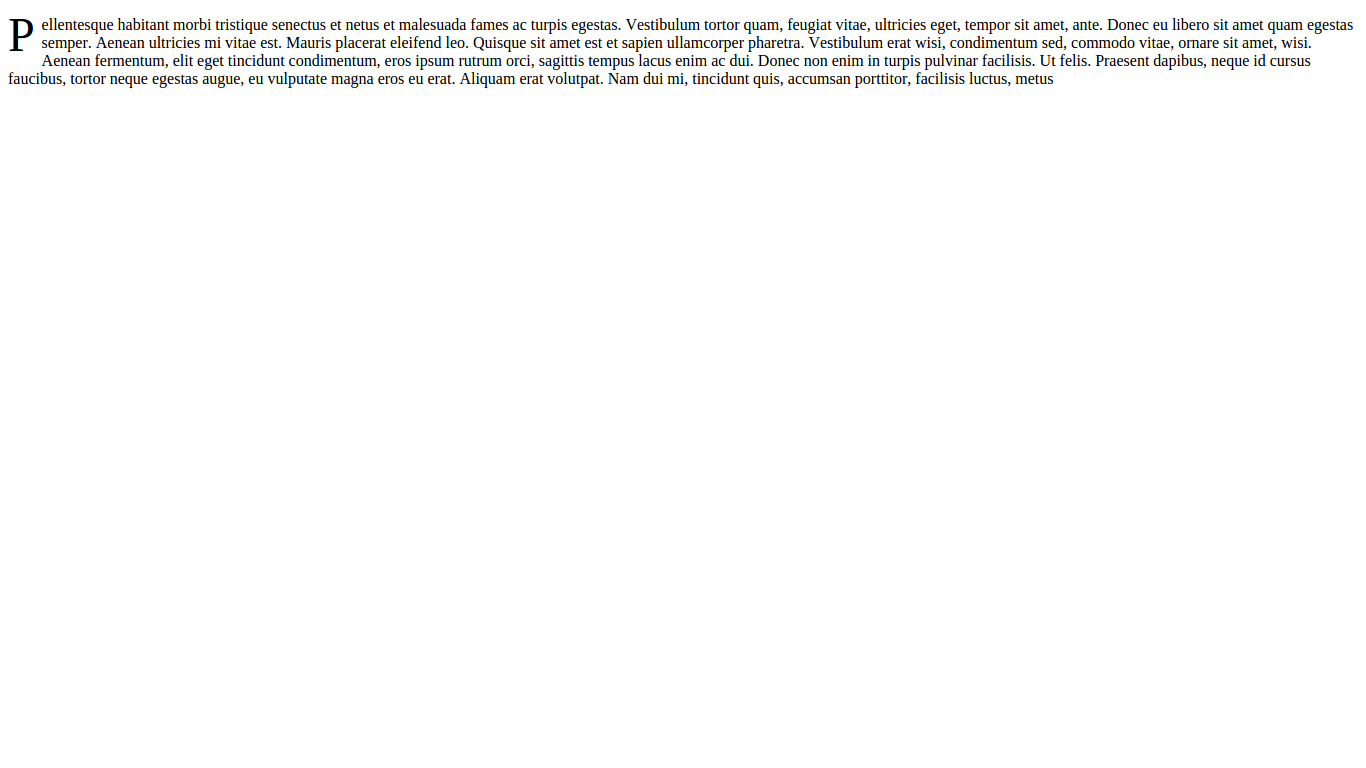 Pellentesque habitant morbi tristique senectus et netus et malesuada fames ac turpis egestas. Vestibulum tortor quam, feugiat vitae, ultricies eget, tempor sit amet, ante. Donec eu libero sit amet quam egestas
semper. Aenean ultricies mi vitae est. Mauris placerat eleifend leo. Quisque sit amet est et sapien ullamcorper pharetra. Vestibulum erat wisi, condimentum sed, commodo vitae, ornare sit amet, wisi.
Aenean fermentum, elit eget tincidunt condimentum, eros ipsum rutrum orci, sagittis tempus lacus enim ac dui. Donec non enim in turpis pulvinar facilisis. Ut felis. Praesent dapibus, neque id cursus
faucibus, tortor neque egestas augue, eu vulputate magna eros eu erat. Aliquam erat volutpat. Nam dui mi, tincidunt quis, accumsan porttitor, facilisis luctus, metus